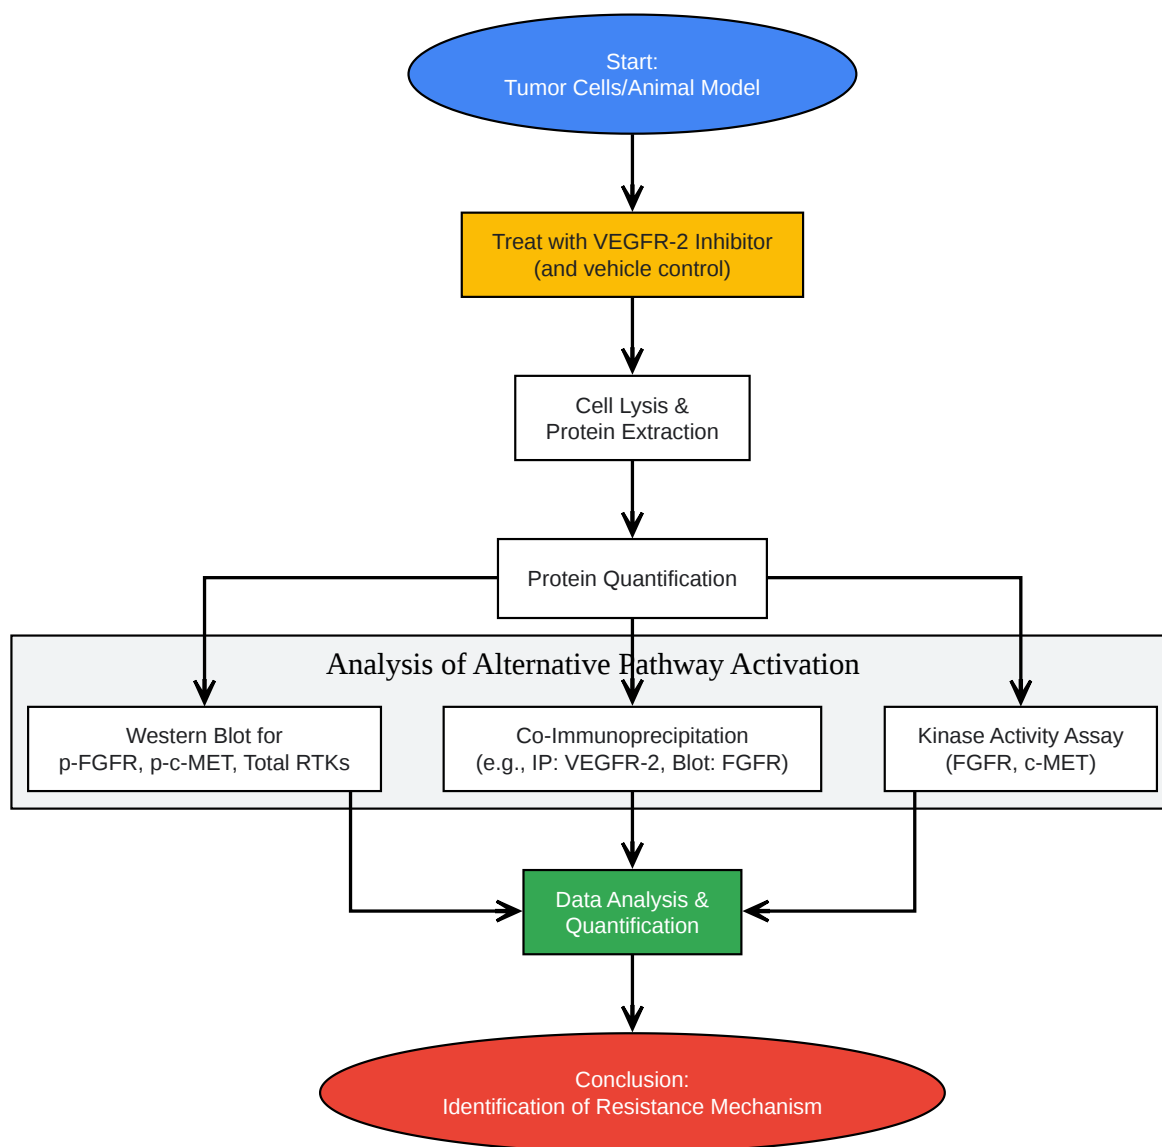 Start:
Tumor Cells/Animal Model
Treat with VEGFR-2 Inhibitor
(and vehicle control)
Cell Lysis &
Protein Extraction
Protein Quantification
Analysis of Alternative Pathway Activation
Western Blot for
p-FGFR, p-c-MET, Total RTKs
Co-Immunoprecipitation
(e.g., IP: VEGFR-2, Blot: FGFR)
Kinase Activity Assay
(FGFR, c-MET)
Data Analysis &
Quantification
Conclusion:
Identification of Resistance Mechanism